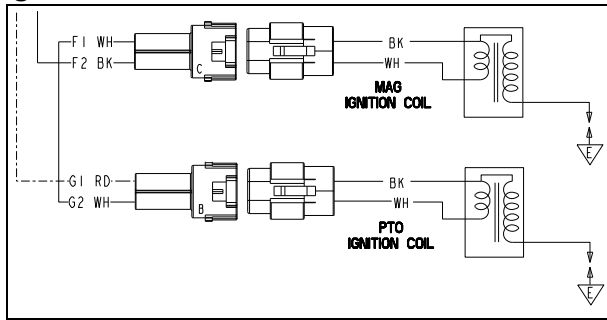 F1 WH
F2 BK
C
BK
WH
MAG
IGNITION COIL
E
G1 RD
G2 WH
B
BK
WH
PTO
IGNITION COIL
E